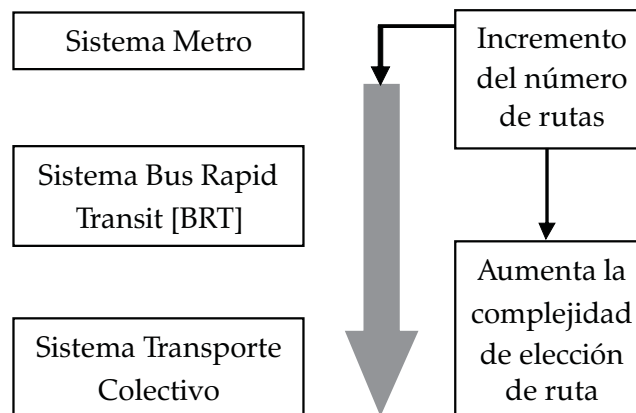 Sistema Metro
Incremento
del número
de rutas
Sistema Bus Rapid
Transit [BRT]
Sistema Transporte
Colectivo
Aumenta la
complejidad
de elección
de ruta